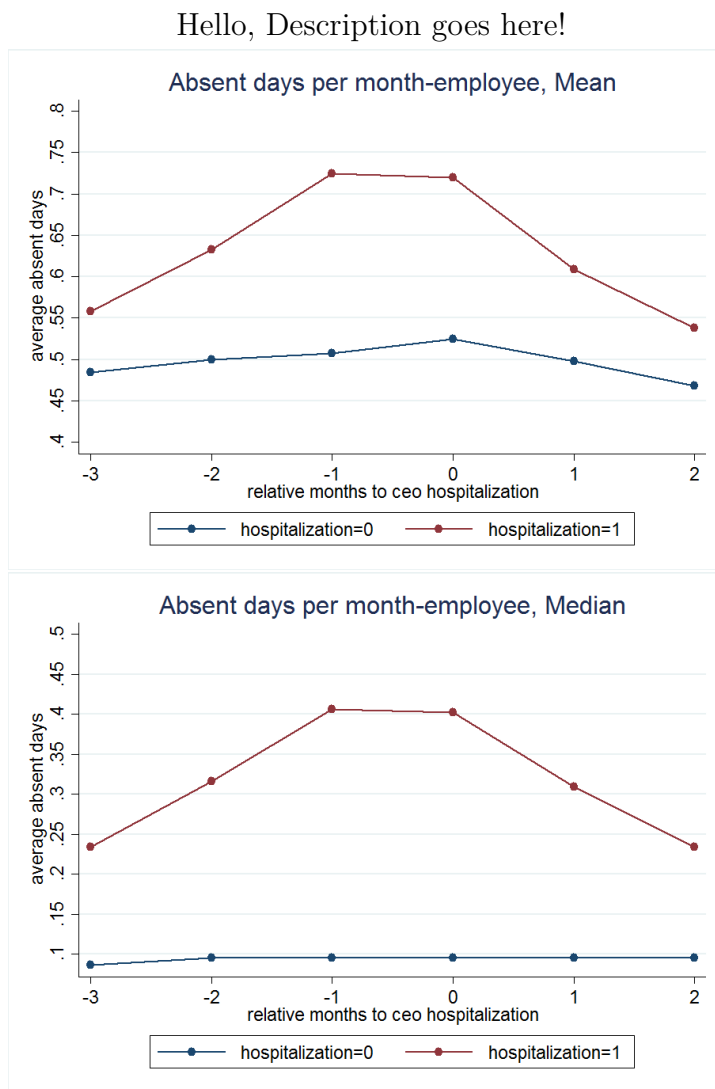 Hello, Description goes here!
Absent days per month-employee, Mean
average absent days
.8
.75
.7
.65
.6
.55
.5
.45
.4
-3 -2 -1 0 1 2
relative months to ceo hospitalization
hospitalization=0 hospitalization=1
Absent days per month-employee, Median
average absent days
.5
.45
.4
.35
.3
.25
.2
.15
.1
-3 -2 -1 0 1 2
relative months to ceo hospitalization
hospitalization=0 hospitalization=1